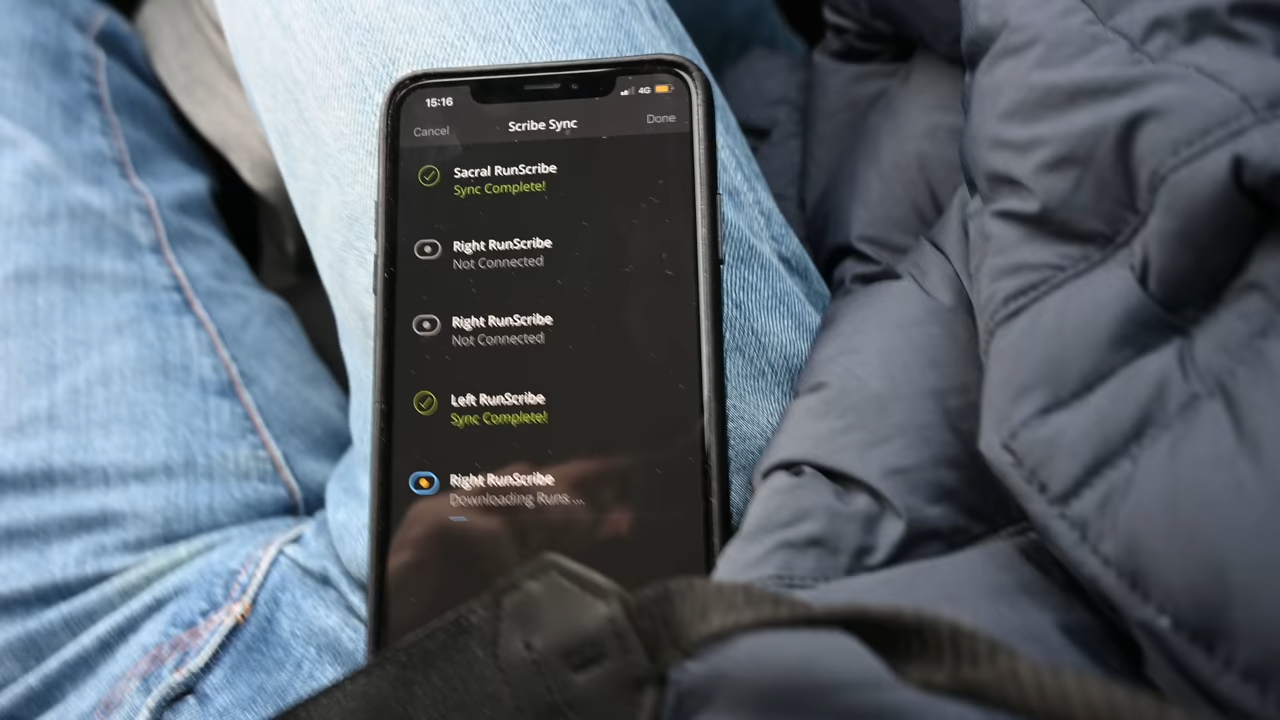 15:16
4G
Cancel
Scribe Sync
Done
Sacral RunScribe
Sync Complete!
Right RunScribe
Not Connected
Right RunScribe
Not Connected
Left RunScribe
Sync Complete!
Right RunScribe
Downloading Runs ...